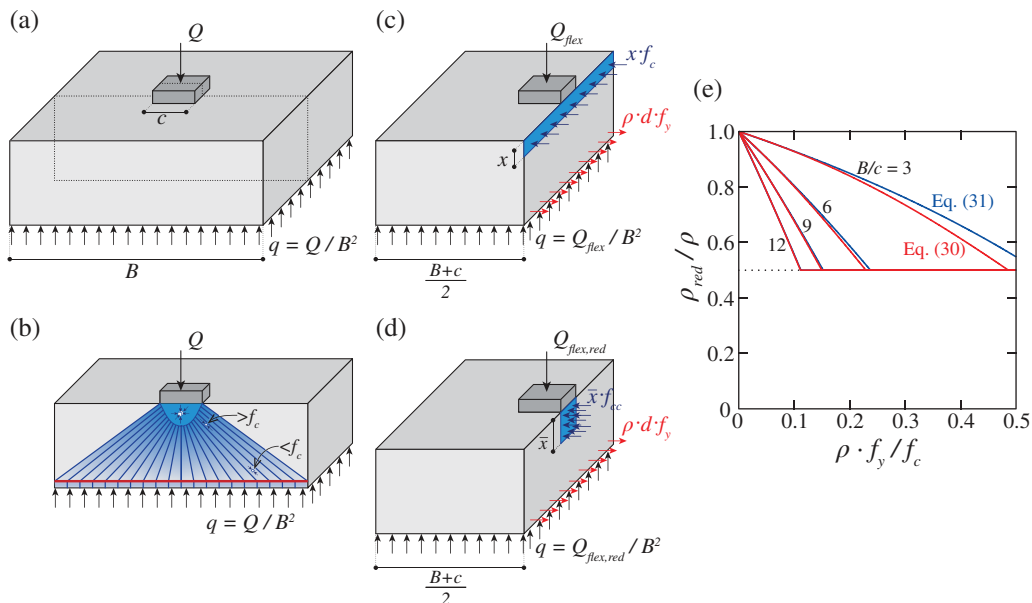 (a)
Q
c
q = Q / B²
B
(b)
Q
>f_c
<f_c
q = Q / B²
(c)
Q_flex
x·f_c
ρ·d·f_y
x
q = Q_flex / B²
B+c
2
(d)
Q_flex,red
x̄·f_cc
ρ·d·f_y
x̄
q = Q_flex,red / B²
B+c
2
(e)
1.0
0.8
0.6
0.4
0.2
0
ρ_red / ρ
B/c = 3
6
9
12
Eq. (31)
Eq. (30)
0 0.1 0.2 0.3 0.4 0.5
ρ · f_y / f_c